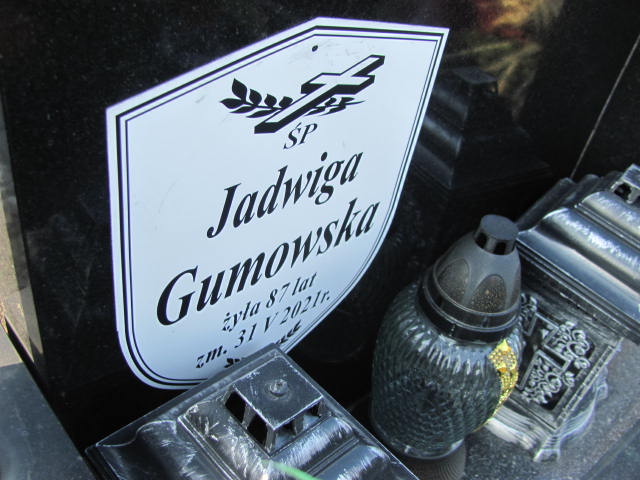 ŚP
Jadwiga
Gumowska
żyła 87 lat
zm. 31 V 2021r.